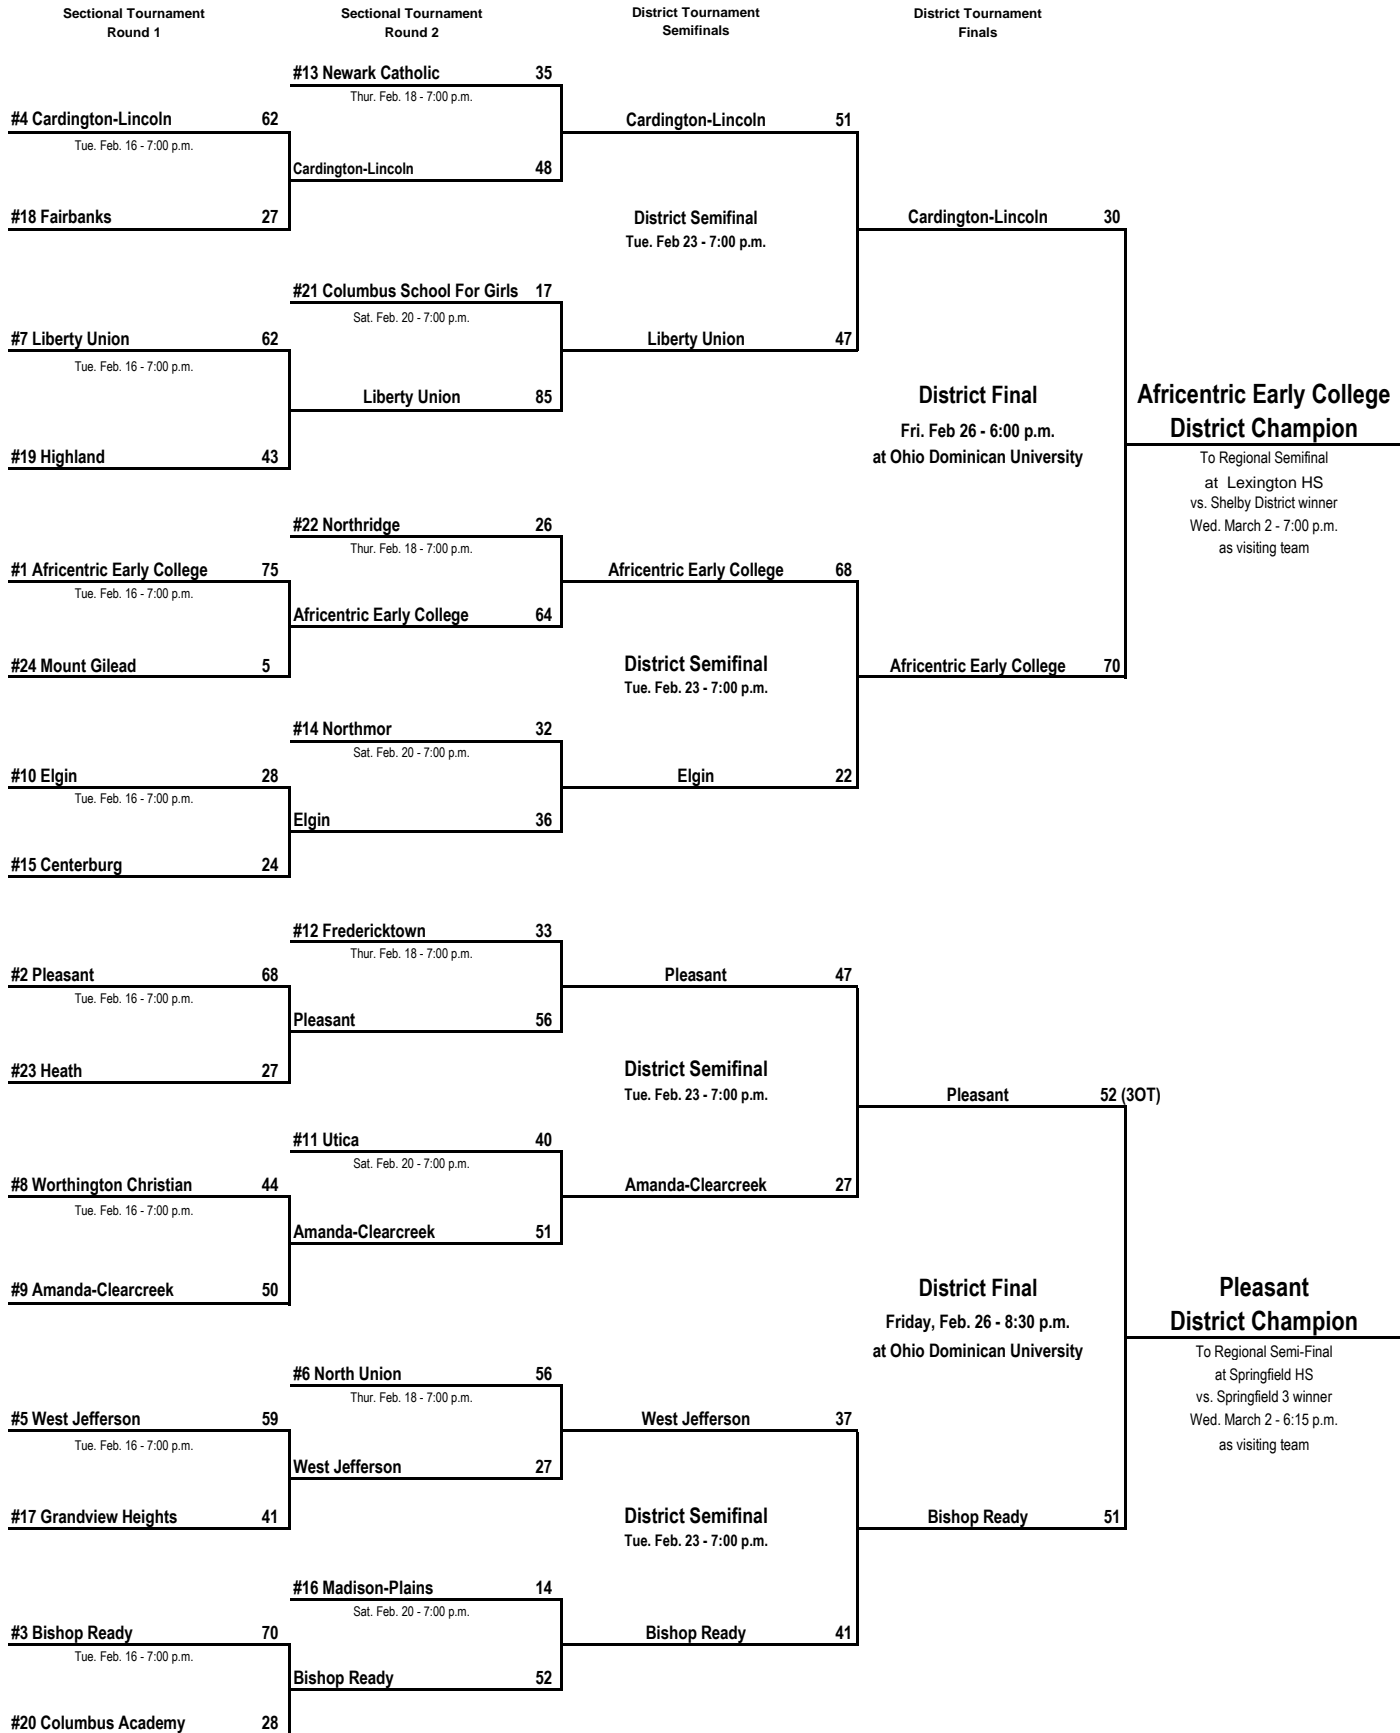 Sectional Tournament
Round 1
Sectional Tournament
Round 2
District Tournament
Semifinals
District Tournament
Finals
#13 Newark Catholic 35
Thur. Feb. 18 - 7:00 p.m.
#4 Cardington-Lincoln 62
Cardington-Lincoln 51
Tue. Feb. 16 - 7:00 p.m.
Cardington-Lincoln 48
#18 Fairbanks 27
District Semifinal
Cardington-Lincoln 30
Tue. Feb 23 - 7:00 p.m.
#21 Columbus School For Girls 17
Sat. Feb. 20 - 7:00 p.m.
#7 Liberty Union 62
Liberty Union 47
Tue. Feb. 16 - 7:00 p.m.
Liberty Union 85
District Final
Africentric Early College
Fri. Feb 26 - 6:00 p.m.
District Champion
#19 Highland 43
at Ohio Dominican University
To Regional Semifinal
at Lexington HS
vs. Shelby District winner
Wed. March 2 - 7:00 p.m.
as visiting team
#22 Northridge 26
Thur. Feb. 18 - 7:00 p.m.
#1 Africentric Early College 75
Africentric Early College 68
Tue. Feb. 16 - 7:00 p.m.
Africentric Early College 64
#24 Mount Gilead 5
District Semifinal
Africentric Early College 70
Tue. Feb. 23 - 7:00 p.m.
#14 Northmor 32
Sat. Feb. 20 - 7:00 p.m.
#10 Elgin 28
Elgin 22
Tue. Feb. 16 - 7:00 p.m.
Elgin 36
#15 Centerburg 24
#12 Fredericktown 33
Thur. Feb. 18 - 7:00 p.m.
#2 Pleasant 68
Pleasant 47
Tue. Feb. 16 - 7:00 p.m.
Pleasant 56
#23 Heath 27
District Semifinal
Tue. Feb. 23 - 7:00 p.m.
Pleasant 52 (3OT)
#11 Utica 40
Sat. Feb. 20 - 7:00 p.m.
#8 Worthington Christian 44
Amanda-Clearcreek 27
Tue. Feb. 16 - 7:00 p.m.
Amanda-Clearcreek 51
#9 Amanda-Clearcreek 50
District Final
Pleasant
Friday, Feb. 26 - 8:30 p.m.
District Champion
at Ohio Dominican University
To Regional Semi-Final
at Springfield HS
vs. Springfield 3 winner
Wed. March 2 - 6:15 p.m.
as visiting team
#6 North Union 56
Thur. Feb. 18 - 7:00 p.m.
#5 West Jefferson 59
West Jefferson 37
Tue. Feb. 16 - 7:00 p.m.
West Jefferson 27
#17 Grandview Heights 41
District Semifinal
Bishop Ready 51
Tue. Feb. 23 - 7:00 p.m.
#16 Madison-Plains 14
Sat. Feb. 20 - 7:00 p.m.
#3 Bishop Ready 70
Bishop Ready 41
Tue. Feb. 16 - 7:00 p.m.
Bishop Ready 52
#20 Columbus Academy 28